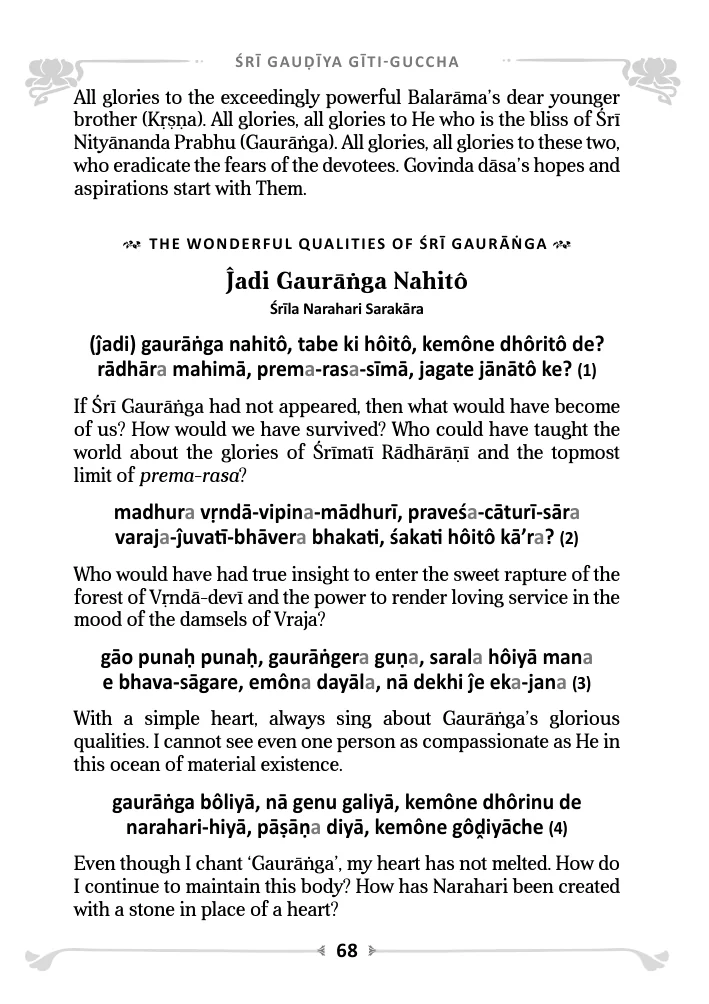 ŚRĪ GAUḌĪYA GĪTI-GUCCHA
All glories to the exceedingly powerful Balarāma’s dear younger
brother (Kṛṣṇa). All glories, all glories to He who is the bliss of Śrī
Nityānanda Prabhu (Gaurāṅga). All glories, all glories to these two,
who eradicate the fears of the devotees. Govinda dāsa’s hopes and
aspirations start with Them.
THE WONDERFUL QUALITIES OF ŚRĪ GAURĀṄGA
Ĵadi Gaurāṅga Nahitô
Śrīla Narahari Sarakāra
(ĵadi) gaurāṅga nahitô, tabe ki hôitô, kemône dhôritô de?
rādhāra mahimā, prema-rasa-sīmā, jagate jānātô ke? (1)
If Śrī Gaurāṅga had not appeared, then what would have become
of us? How would we have survived? Who could have taught the
world about the glories of Śrīmatī Rādhārāṇī and the topmost
limit of prema-rasa?
madhura vṛndā-vipina-mādhurī, praveśa-cāturī-sāra
varaja-ĵuvatī-bhāvera bhakati, śakati hôitô kā’ra? (2)
Who would have had true insight to enter the sweet rapture of the
forest of Vṛndā-devī and the power to render loving service in the
mood of the damsels of Vraja?
gāo punaḥ punaḥ, gaurāṅgera guṇa, sarala hôiyā mana
e bhava-sāgare, emôna dayāla, nā dekhi ĵe eka-jana (3)
With a simple heart, always sing about Gaurāṅga’s glorious
qualities. I cannot see even one person as compassionate as He in
this ocean of material existence.
gaurāṅga bôliyā, nā genu galiyā, kemône dhôrinu de
narahari-hiyā, pāṣāṇa diyā, kemône gôḓiyāche (4)
Even though I chant ‘Gaurāṅga’, my heart has not melted. How do
I continue to maintain this body? How has Narahari been created
with a stone in place of a heart?
68